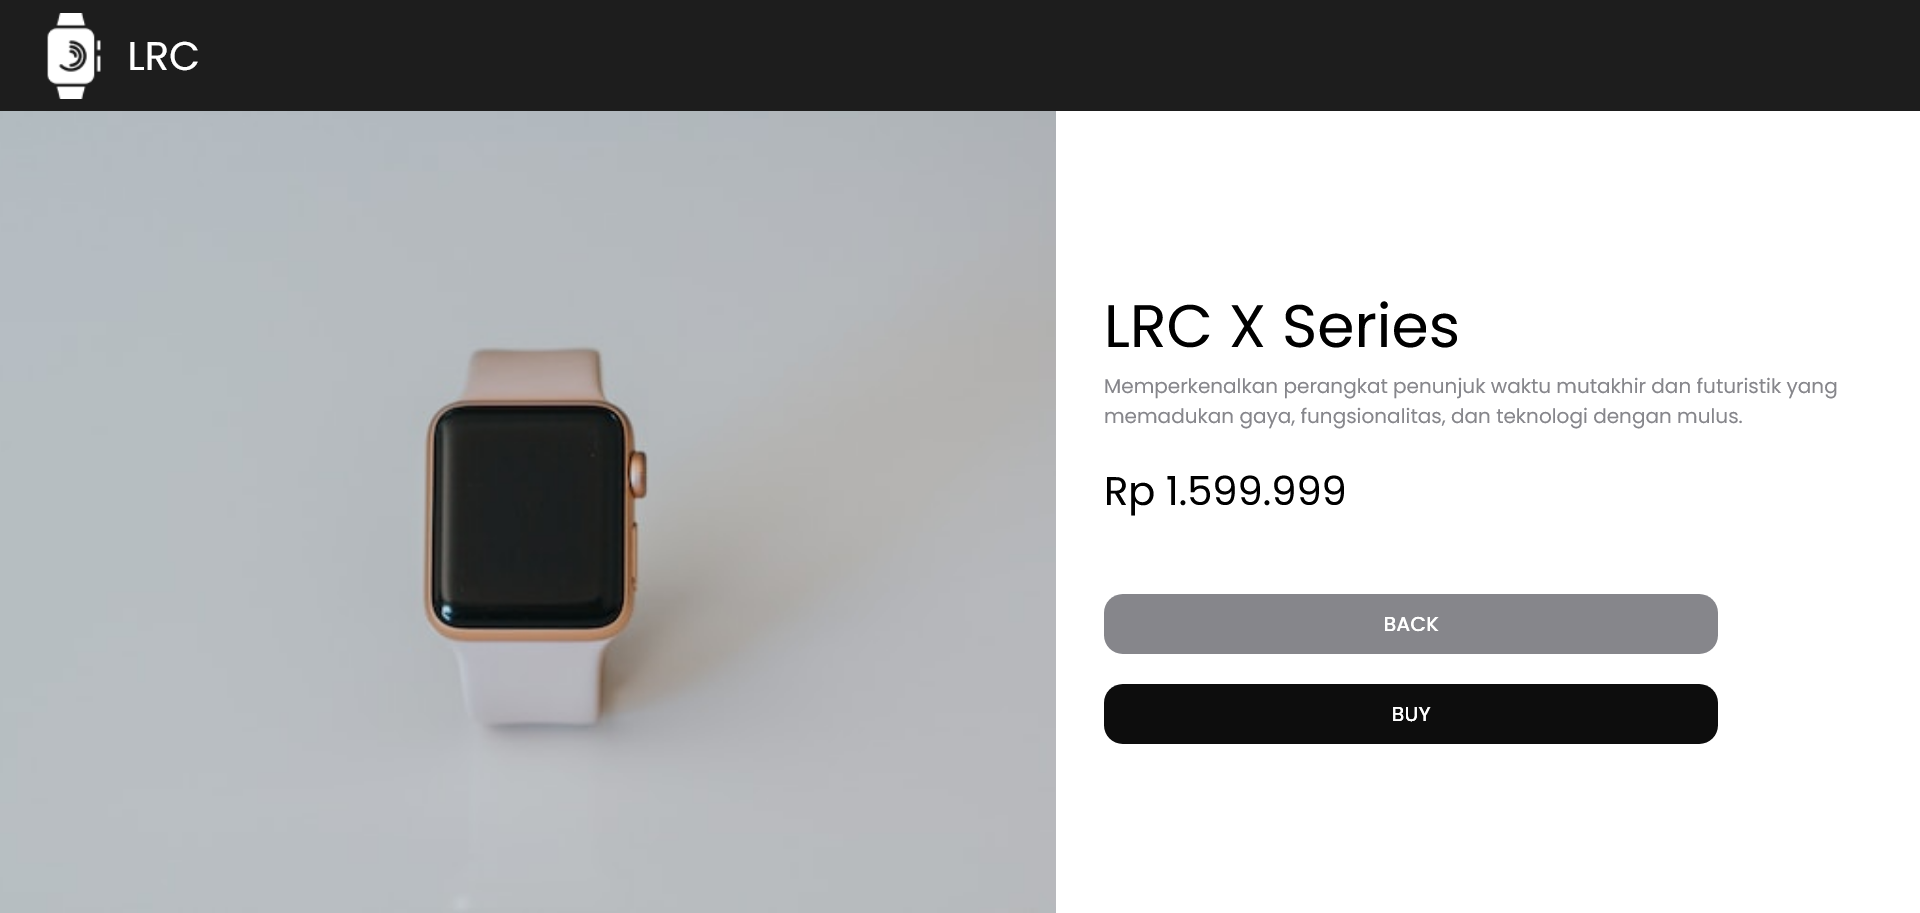 LRC
LRC X Series
Memperkenalkan perangkat penunjuk waktu mutakhir dan futuristik yang
memadukan gaya, fungsionalitas, dan teknologi dengan mulus.
Rp 1.599.999
BACK
BUY